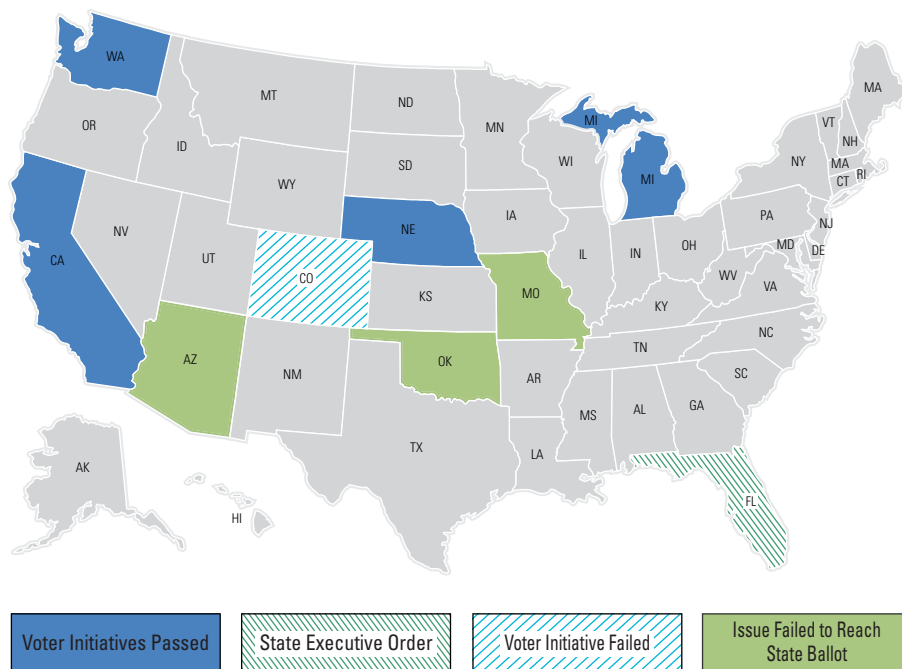 WA
MT
ND
MN
MA
OR
ID
WY
SD
WI
MI
MI
VT
NH
NY
MA
CT
RI
NV
UT
CO
NE
IA
IL
IN
OH
PA
NJ
MD
DE
CA
KS
MO
KY
WV
VA
AZ
NM
OK
AR
TN
NC
SC
TX
LA
MS
AL
GA
FL
AK
HI
Voter Initiatives Passed
State Executive Order
Voter Initiative Failed
Issue Failed to Reach
State Ballot